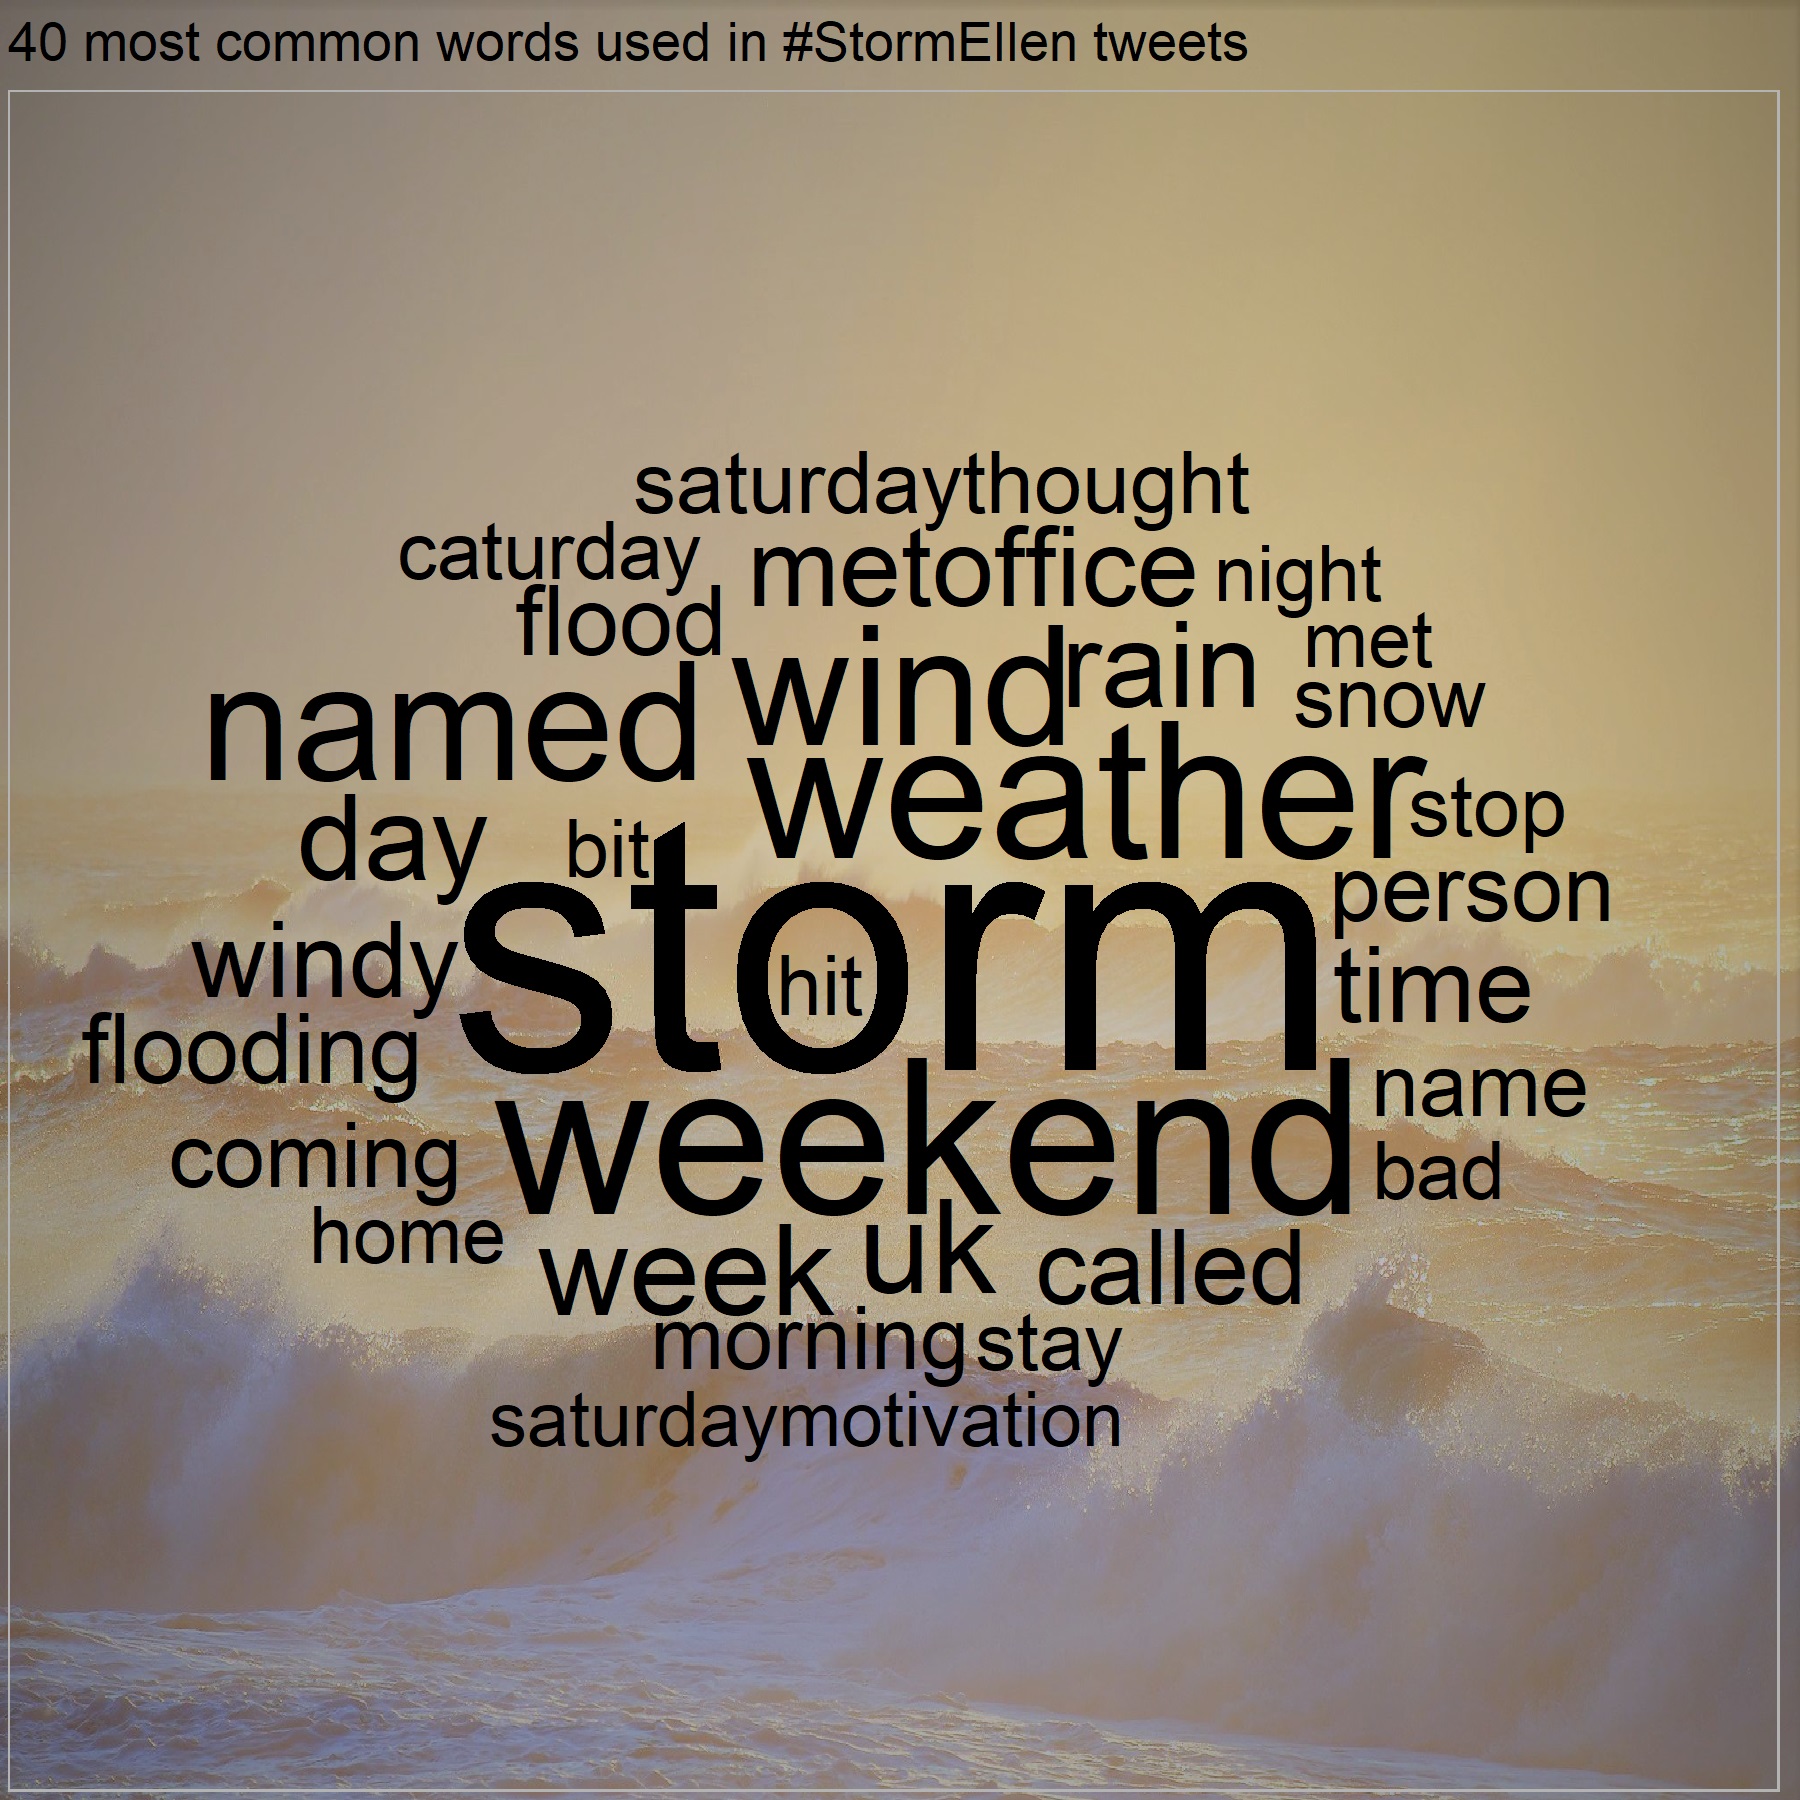 40 most common words used in #StormEllen tweets
saturdaythought
caturday metoffice night
flood wind rain met
named snow
weather stop
day bit
storm person
windy hit time
flooding
weekend name
coming bad
home week uk called
morning stay
saturdaymotivation